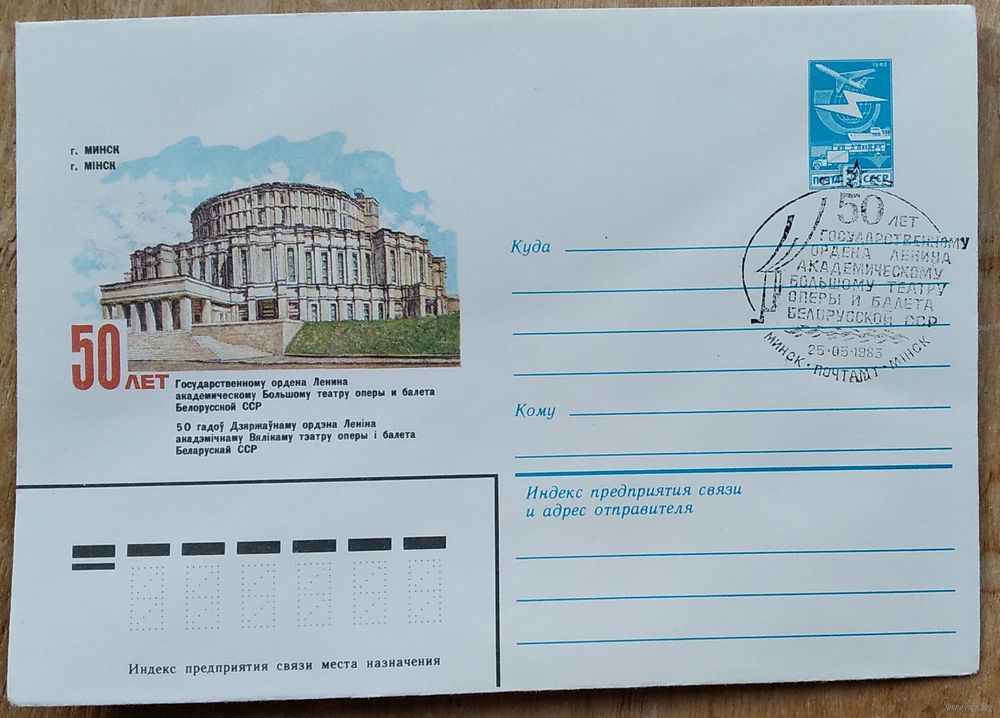 г. МИНСК
г. МІНСК
50 ЛЕТ
Государственному ордена Ленина
академическому Большому театру оперы и балета
Белорусской ССР
50 гадоў Дзяржаўнаму ордэна Леніна
акадэмічнаму Вялікаму тэатру оперы і балета
Беларускай ССР
1982
ПОЧТА СССР
50 ЛЕТ
ГОСУДАРСТВЕННОМУ
ОРДЕНА ЛЕНИНА
АКАДЕМИЧЕСКОМУ
БОЛЬШОМУ ТЕАТРУ
ОПЕРЫ И БАЛЕТА
БЕЛОРУССКОЙ ССР
25·05·1983
МИНСК · ПОЧТАМТ · МІНСК
Куда
Кому
Индекс предприятия связи
и адрес отправителя
Индекс предприятия связи места назначения